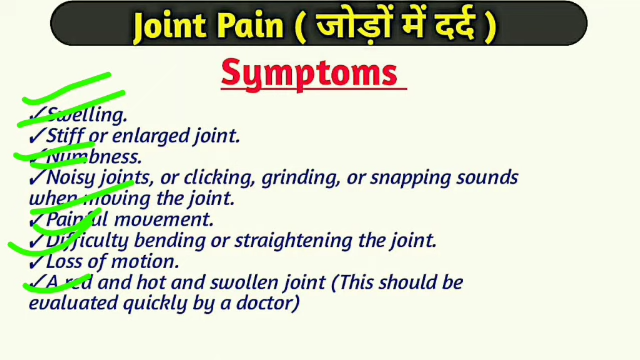 Joint Pain ( जोड़ों में दर्द )
Symptoms
✓Swelling.
✓Stiff or enlarged joint.
✓Numbness.
✓Noisy joints, or clicking, grinding, or snapping sounds
when moving the joint.
✓Painful movement.
✓Difficulty bending or straightening the joint.
✓Loss of motion.
✓A red and hot and swollen joint (This should be
evaluated quickly by a doctor)